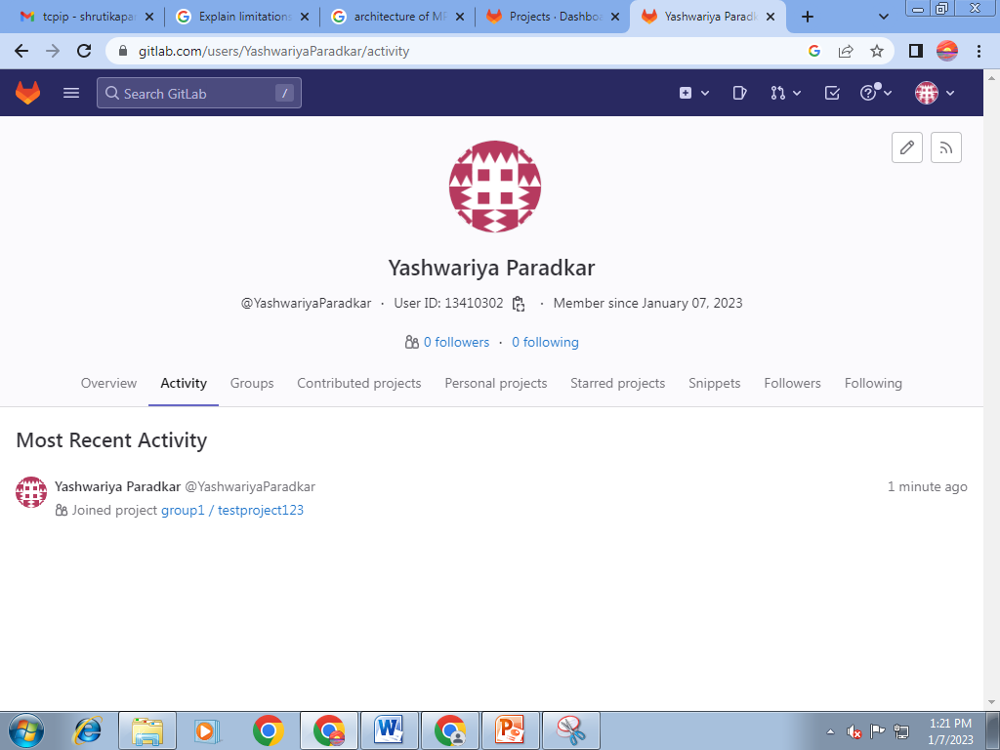 tcpip - shrutikapa
Explain limitations
architecture of MP
Projects · Dashbo
Yashwariya Parad
gitlab.com/users/YashwariyaParadkar/activity
Search GitLab
/
Yashwariya Paradkar
@YashwariyaParadkar · User ID: 13410302 · Member since January 07, 2023
0 followers · 0 following
Overview Activity Groups Contributed projects Personal projects Starred projects Snippets Followers Following
Most Recent Activity
Yashwariya Paradkar @YashwariyaParadkar 1 minute ago
Joined project group1 / testproject123
1:21 PM
1/7/2023